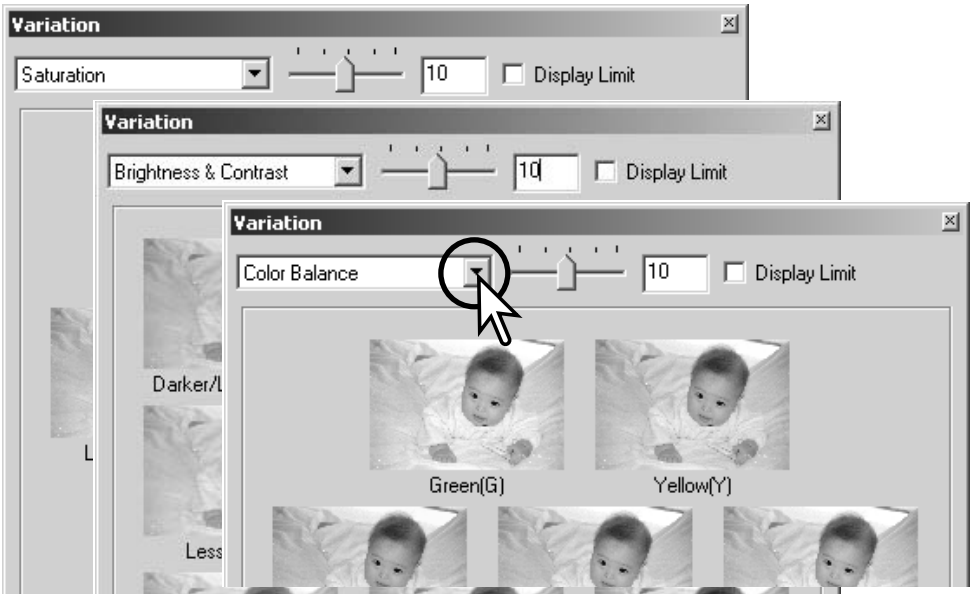 Variation
Saturation
10
Display Limit
Variation
Brightness & Contrast
10
Display Limit
Variation
Color Balance
10
Display Limit
Darker/L
Green(G)
Yellow(Y)
L
Less